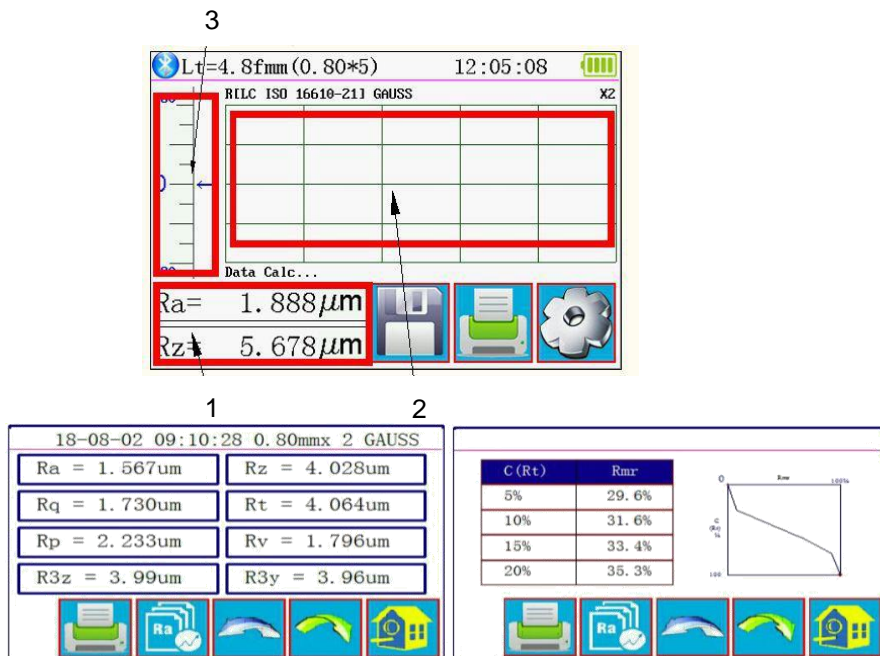 3
Lt=4.8fmm(0.80*5) 12:05:08
RILC ISO 16610-21] GAUSS X2
Data Calc...
Ra= 1.888μm
Rz= 5.678μm
1 2
18-08-02 09:10:28 0.80mmx 2 GAUSS
Ra = 1.567um Rz = 4.028um
Rq = 1.730um Rt = 4.064um
Rp = 2.233um Rv = 1.796um
R3z = 3.99um R3y = 3.96um
Ra
C(Rt) Rmr
5% 29.6%
10% 31.6%
15% 33.4%
20% 35.3%
0 Rmr 100%
C
(Rt)
%
100
Ra